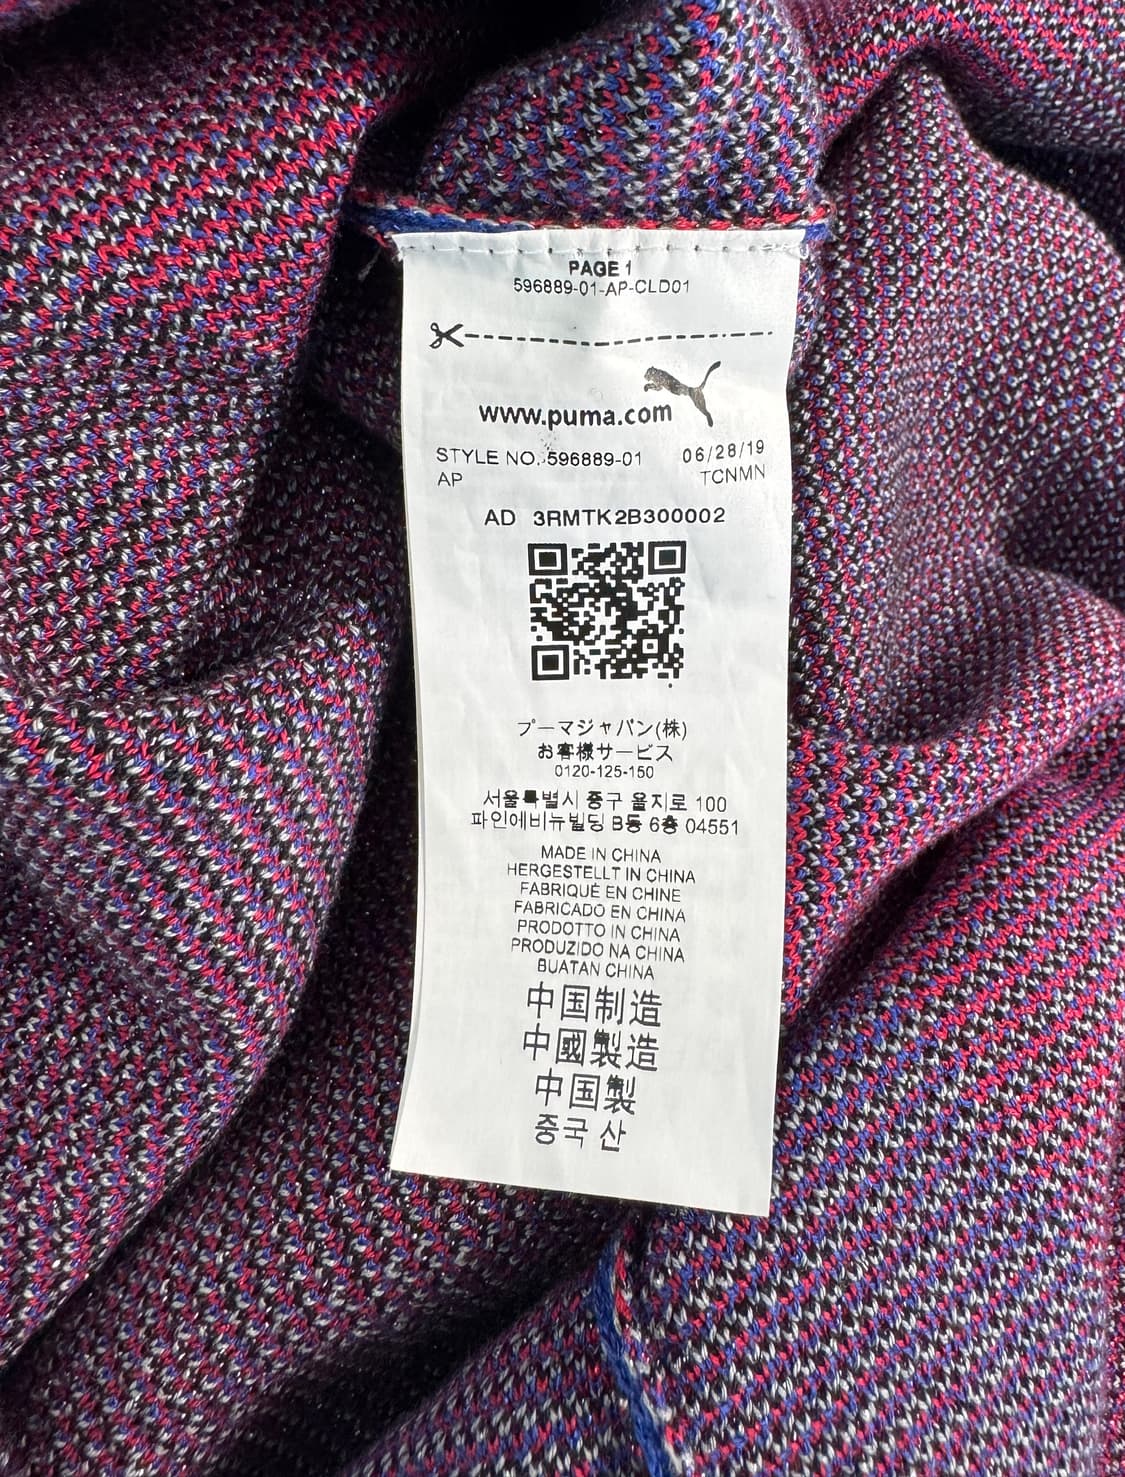 PAGE 1
596889-01-AP-CLD01
www.puma.com
STYLE NO. 596889-01 06/28/19
AP TCNMN
AD 3RMTK2B300002
プーマジャパン(株)
お客様サービス
0120-125-150
서울특별시 중구 을지로 100
파인에비뉴빌딩 B동 6층 04551
MADE IN CHINA
HERGESTELLT IN CHINA
FABRIQUÉ EN CHINE
FABRICADO EN CHINA
PRODOTTO IN CHINA
PRODUZIDO NA CHINA
BUATAN CHINA
中国制造
中國製造
中国製
중국 산